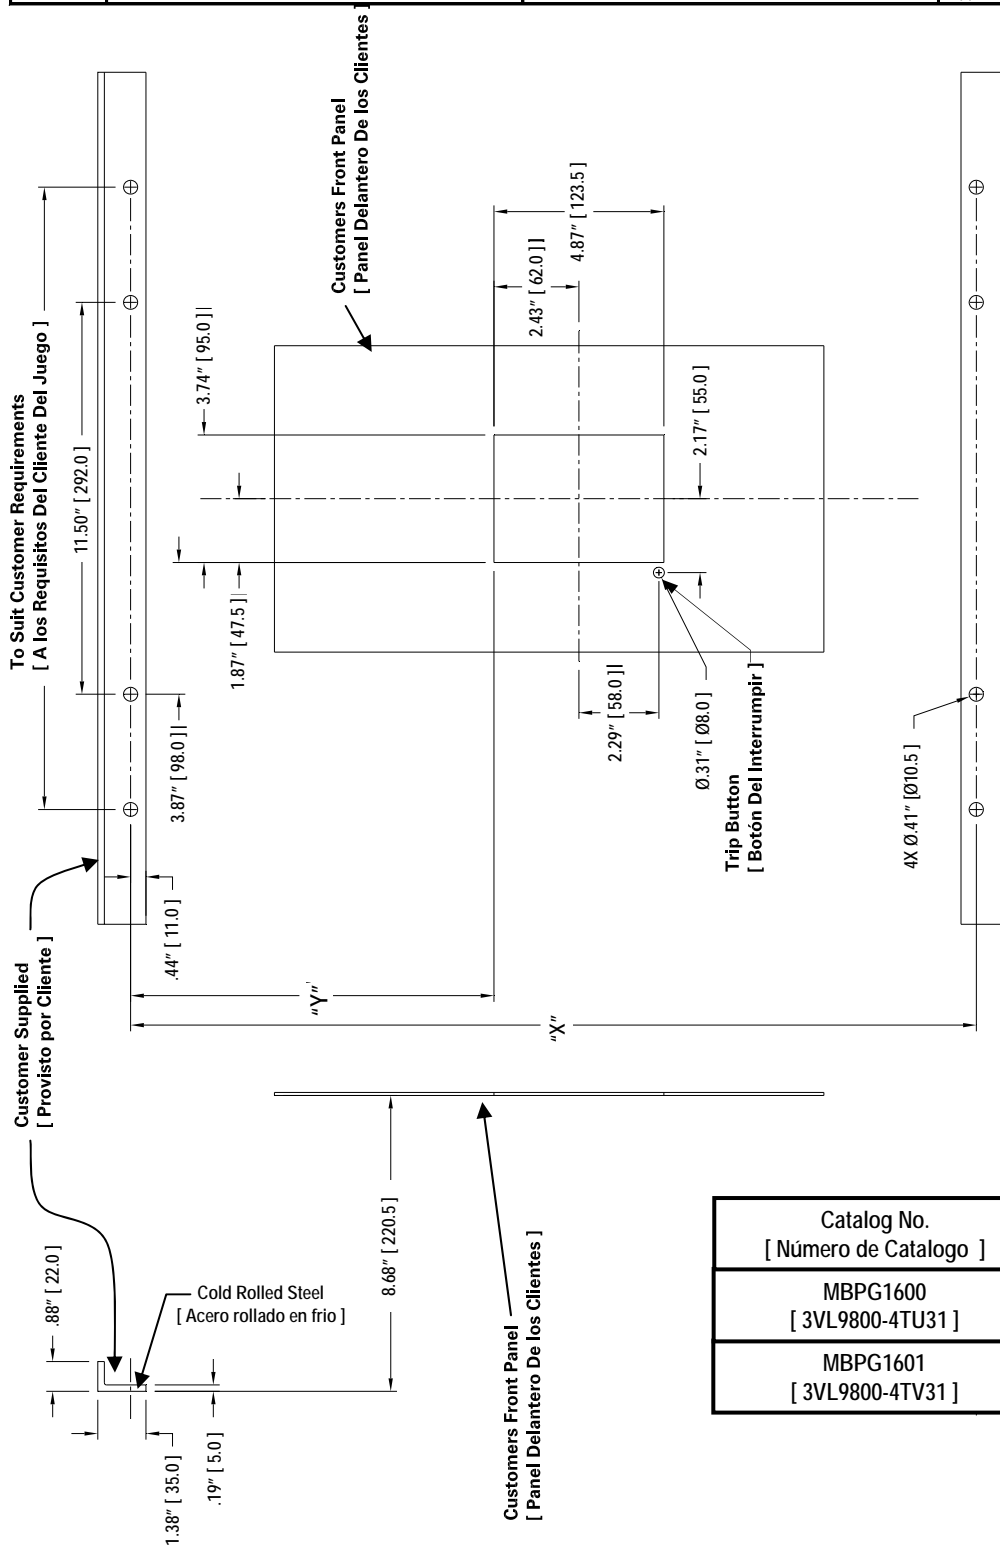 To Suit Customer Requirements
[ A los Requisitos Del Cliente Del Juego ]
11.50" [ 292.0 ]
3.87" [ 98.0 ]
Customers Front Panel
[ Panel Delantero De los Clientes ]
3.74" [ 95.0 ]
1.87" [ 47.5 ]
2.43" [ 62.0 ]
4.87" [ 123.5 ]
2.17" [ 55.0 ]
2.29" [ 58.0 ]
Ø.31" [ Ø8.0 ]
Trip Button
[ Botón Del Interrumpir ]
4X Ø.41" [Ø10.5 ]
Customer Supplied
[ Provisto por Cliente ]
.44" [ 11.0 ]
"Y"
"X"
.88" [ 22.0 ]
Cold Rolled Steel
[ Acero rollado en frio ]
1.38" [ 35.0 ]
.19" [ 5.0 ]
8.68" [ 220.5 ]
Customers Front Panel
[ Panel Delantero De los Clientes ]
Catalog No.
[ Número de Catalogo ]
MBPG1600
[ 3VL9800-4TU31 ]
MBPG1601
[ 3VL9800-4TV31 ]